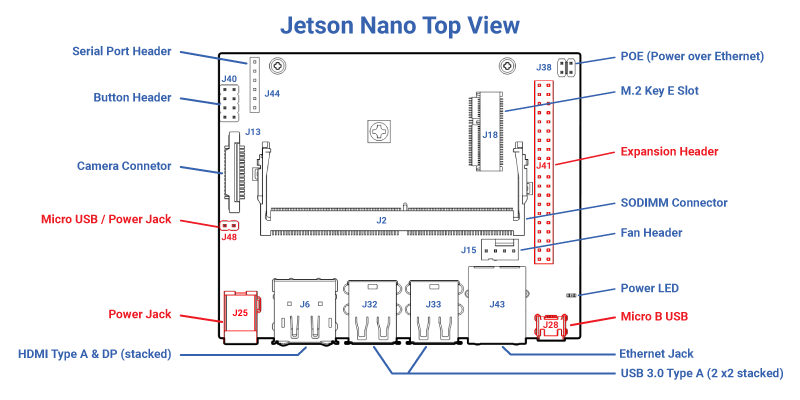 Jetson Nano Top View
Serial Port Header
POE (Power over Ethernet)
J38
J40
J44
Button Header
M.2 Key E Slot
J13
J18
Camera Connetor
J41
Expansion Header
SODIMM Connector
Micro USB / Power Jack
J2
J48
Fan Header
J15
Power LED
Power Jack
J25
J6
J32
J33
J43
J28
Micro B USB
HDMI Type A & DP (stacked)
Ethernet Jack
USB 3.0 Type A (2 x2 stacked)